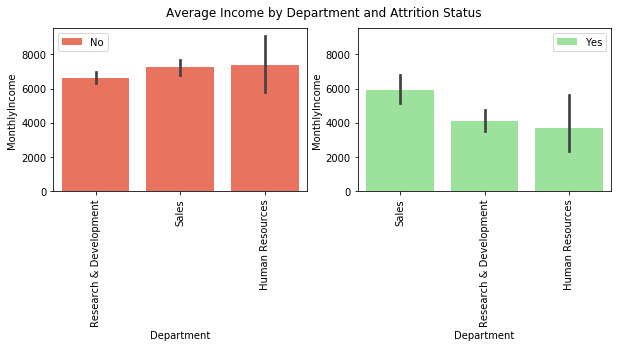 Average Income by Department and Attrition Status
No
MonthlyIncome
8000
6000
4000
2000
0
Research & Development
Sales
Human Resources
Department
Yes
MonthlyIncome
8000
6000
4000
2000
0
Sales
Research & Development
Human Resources
Department